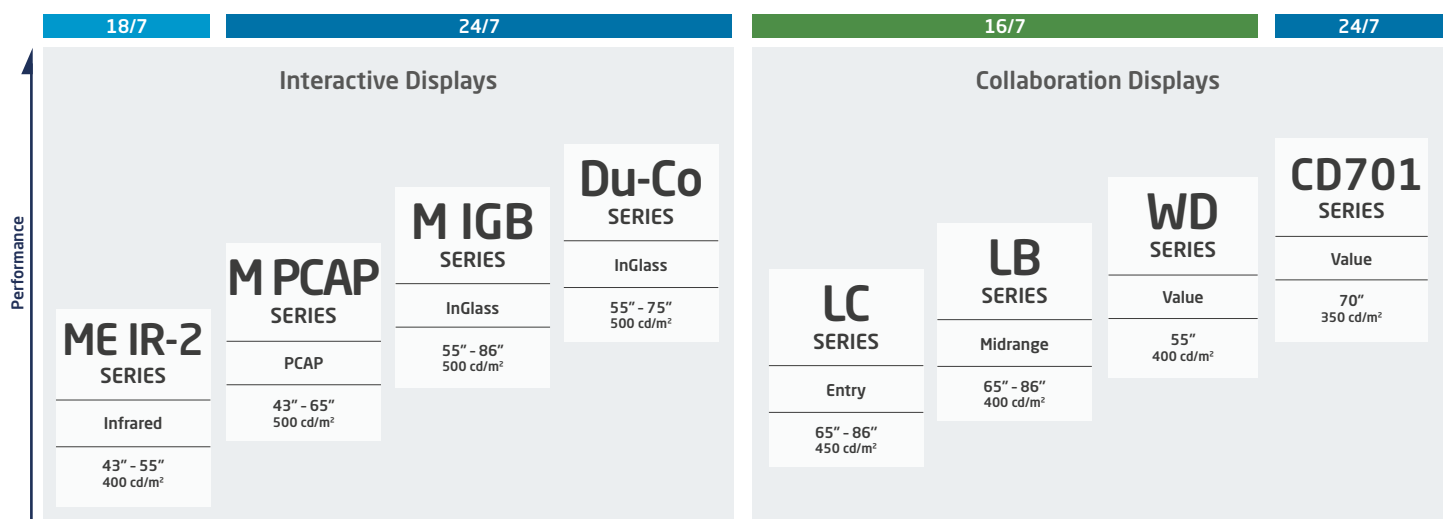 18/7
24/7
16/7
24/7
Performance
Interactive Displays
ME IR-2
SERIES
Infrared
43” – 55”
400 cd/m²
M PCAP
SERIES
PCAP
43” – 65”
500 cd/m²
M IGB
SERIES
InGlass
55” – 86”
500 cd/m²
Du-Co
SERIES
InGlass
55” – 75”
500 cd/m²
Collaboration Displays
LC
SERIES
Entry
65” – 86”
450 cd/m²
LB
SERIES
Midrange
65” – 86”
400 cd/m²
WD
SERIES
Value
55”
400 cd/m²
CD701
SERIES
Value
70”
350 cd/m²